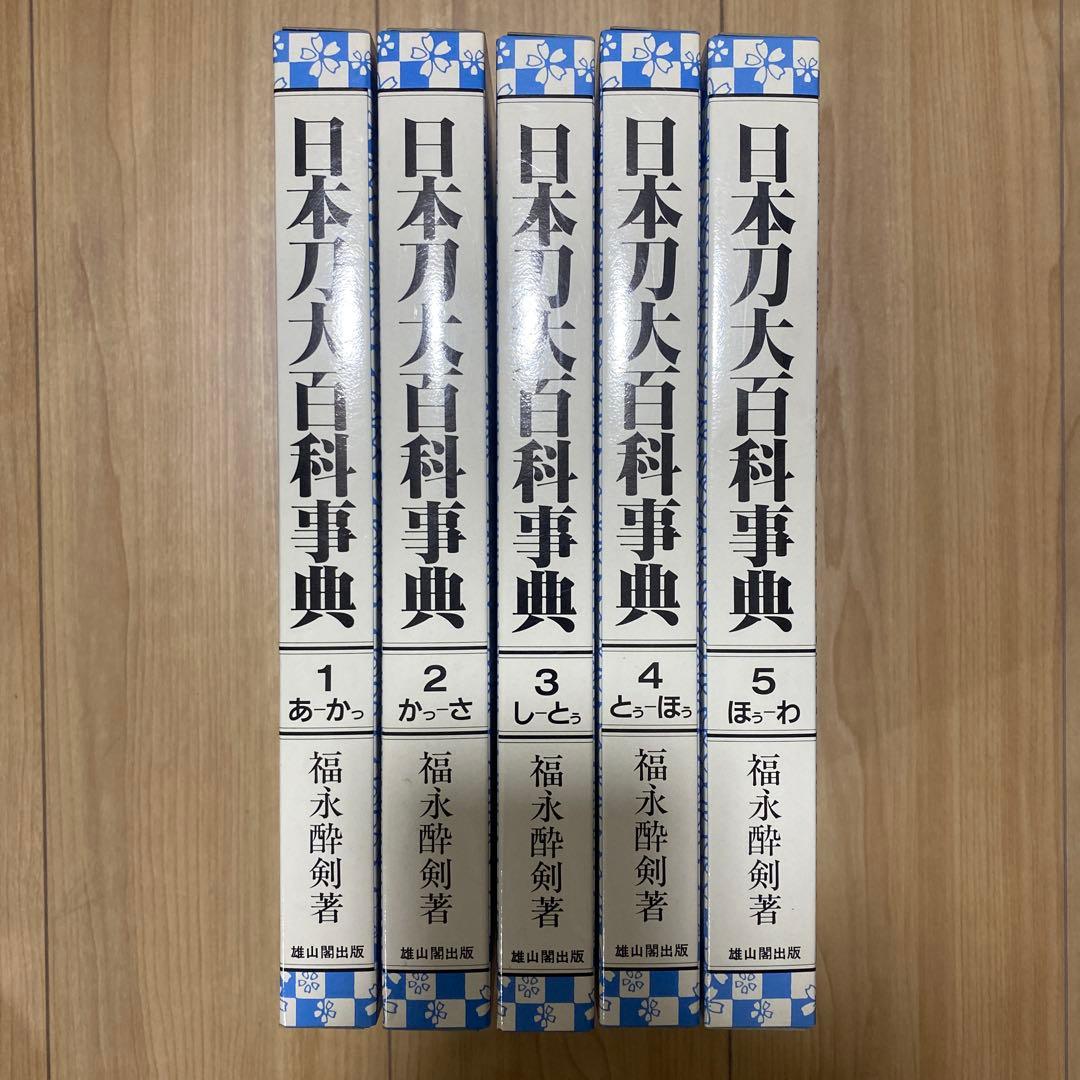 日本刀大百科事典
1
あ-かっ
福永酔剣著
雄山閣出版
日本刀大百科事典
2
かっ-さ
福永酔剣著
雄山閣出版
日本刀大百科事典
3
し-とう
福永酔剣著
雄山閣出版
日本刀大百科事典
4
とう-ほう
福永酔剣著
雄山閣出版
日本刀大百科事典
5
ほう-わ
福永酔剣著
雄山閣出版